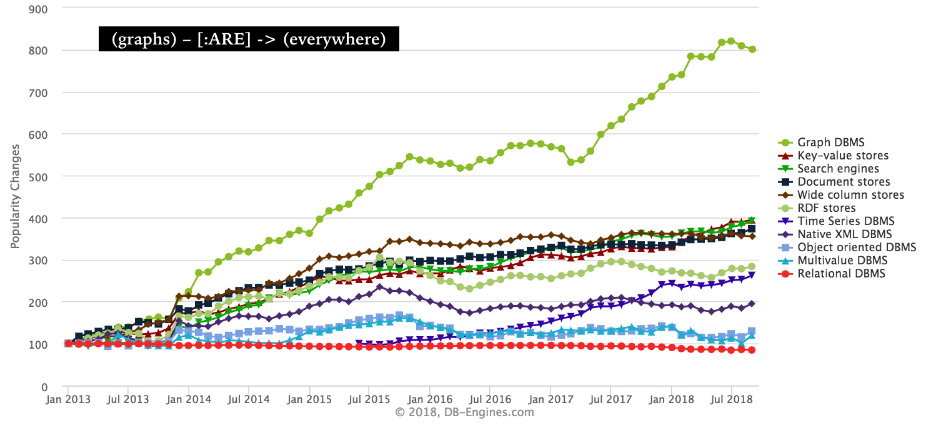 900
(graphs) – [:ARE] -> (everywhere)
800
700
600
500
400
300
200
100
0
Popularity Changes
Jan 2013 Jul 2013 Jan 2014 Jul 2014 Jan 2015 Jul 2015 Jan 2016 Jul 2016 Jan 2017 Jul 2017 Jan 2018 Jul 2018
© 2018, DB-Engines.com
Graph DBMS
Key-value stores
Search engines
Document stores
Wide column stores
RDF stores
Time Series DBMS
Native XML DBMS
Object oriented DBMS
Multivalue DBMS
Relational DBMS